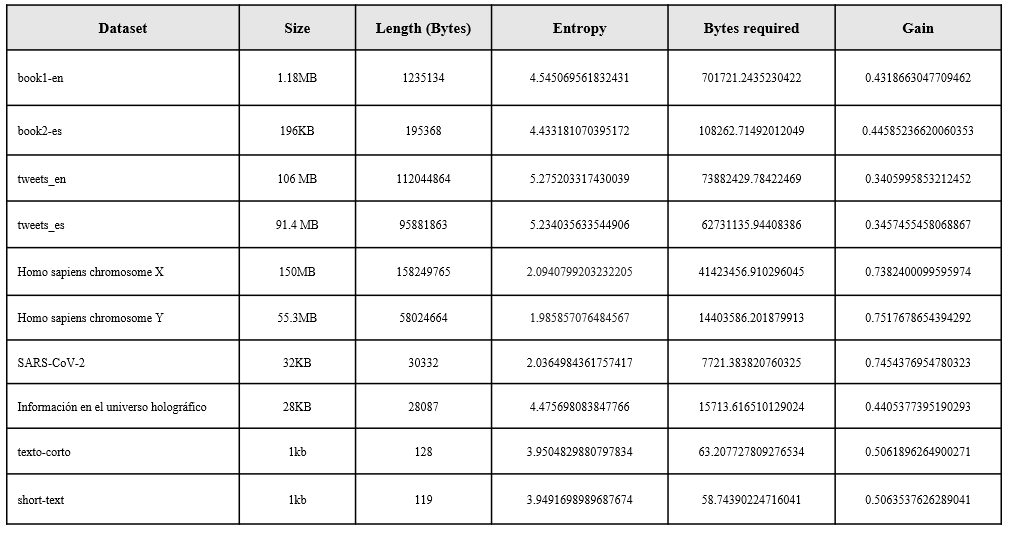 Dataset Size Length (Bytes) Entropy Bytes required Gain
book1-en 1.18MB 1235134 4.545069561832431 701721.2435230422 0.4318663047709462
book2-es 196KB 195368 4.433181070395172 108262.71492012049 0.44585236620060353
tweets_en 106 MB 112044864 5.275203317430039 73882429.78422469 0.3405995853212452
tweets_es 91.4 MB 95881863 5.234035633544906 62731135.94408386 0.3457455458068867
Homo sapiens chromosome X 150MB 158249765 2.0940799203232205 41423456.910296045 0.7382400099595974
Homo sapiens chromosome Y 55.3MB 58024664 1.985857076484567 14403586.201879913 0.7517678654394292
SARS-CoV-2 32KB 30332 2.0364984361757417 7721.383820760325 0.7454376954780323
Información en el universo holográfico 28KB 28087 4.475698083847766 15713.616510129024 0.4405377395190293
texto-corto 1kb 128 3.9504829880797834 63.207727809276534 0.5061896264900271
short-text 1kb 119 3.9491698989687674 58.74390224716041 0.5063537626289041